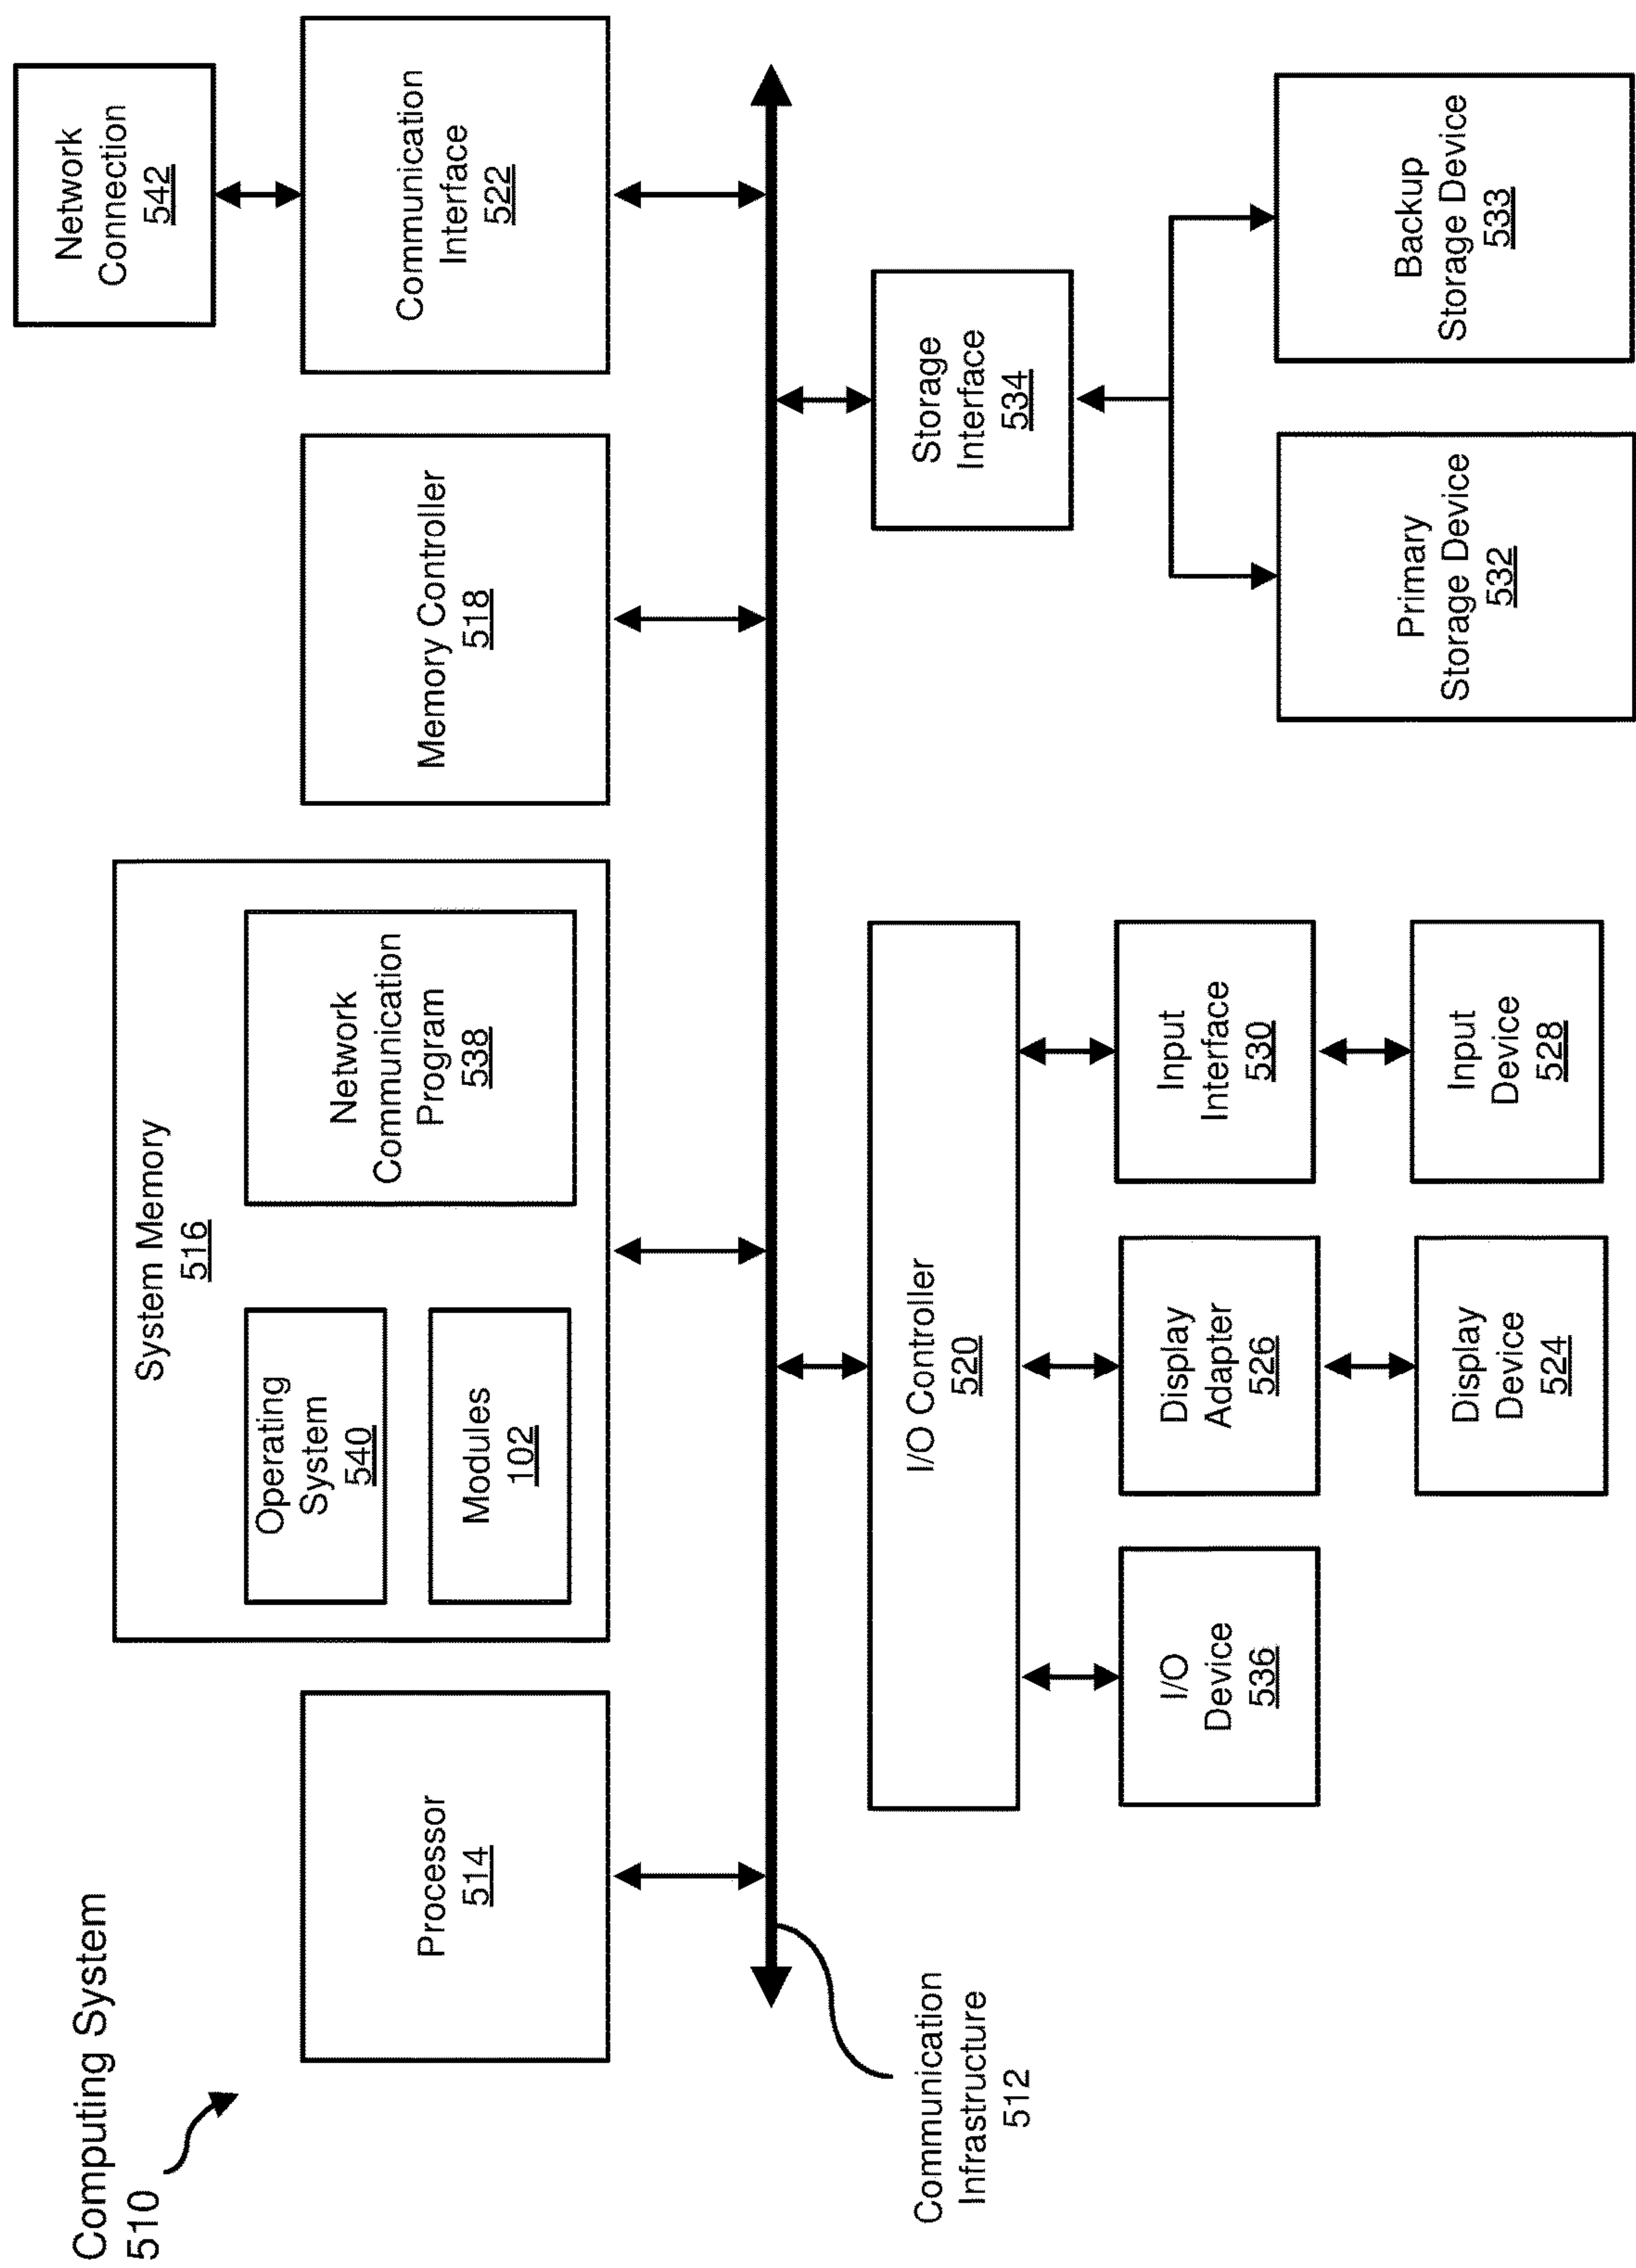 Computing System
510
Processor
514
System Memory
516
Operating
System
540
Modules
102
Network
Communication
Program
538
Memory Controller
518
Communication
Interface
522
Network
Connection
542
Communication
Infrastructure
512
I/O Controller
520
I/O
Device
536
Display
Adapter
526
Display
Device
524
Input
Interface
530
Input
Device
528
Storage
Interface
534
Primary
Storage Device
532
Backup
Storage Device
533